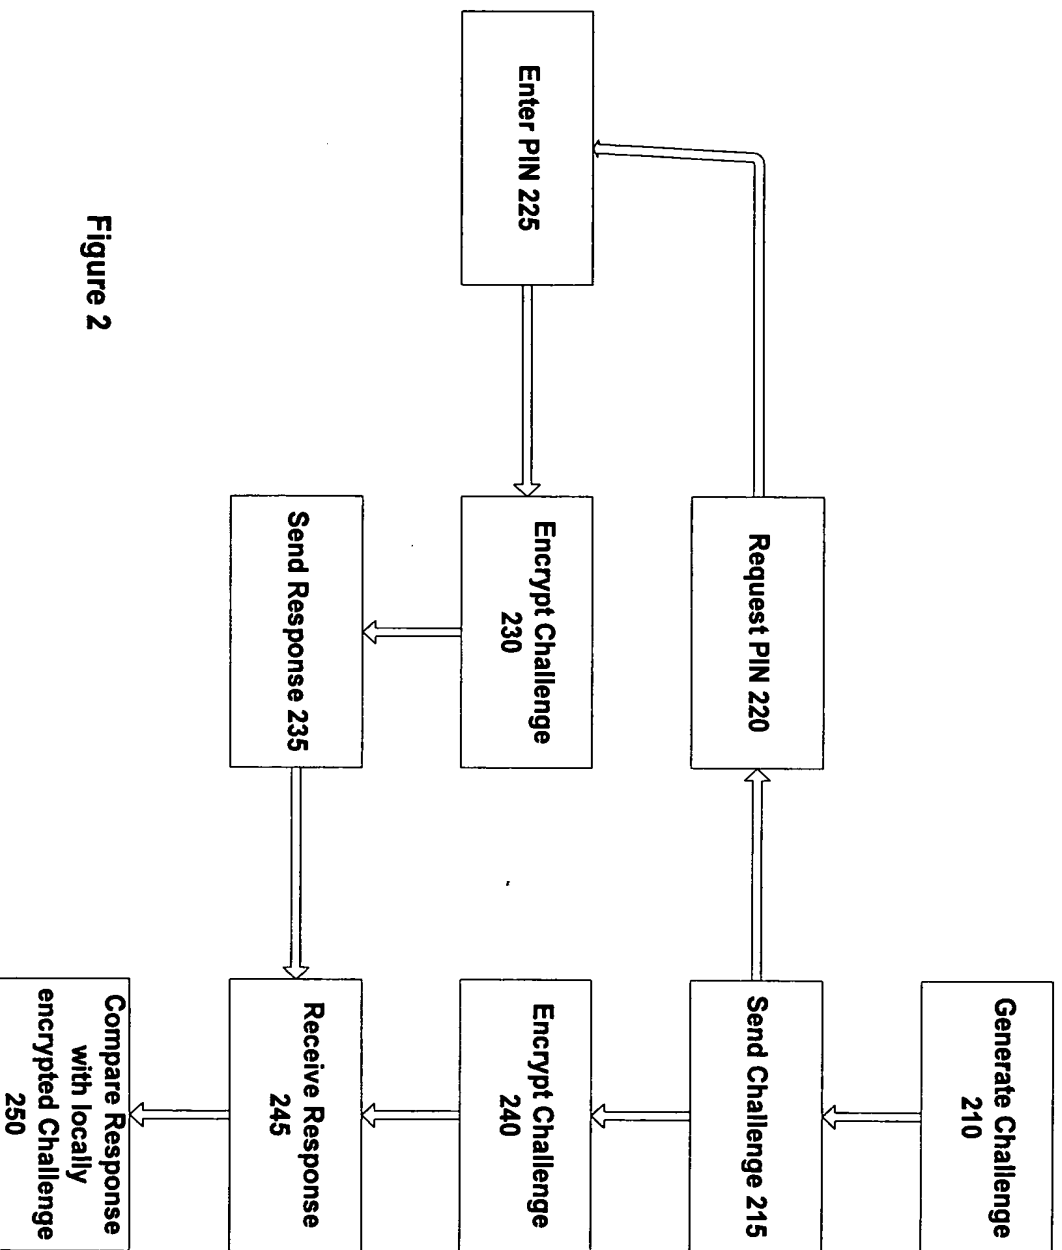 Generate Challenge
210
Send Challenge 215
Request PIN 220
Enter PIN 225
Encrypt Challenge
230
Encrypt Challenge
240
Send Response 235
Receive Response
245
Compare Response
with locally
encrypted Challenge
250
Figure 2